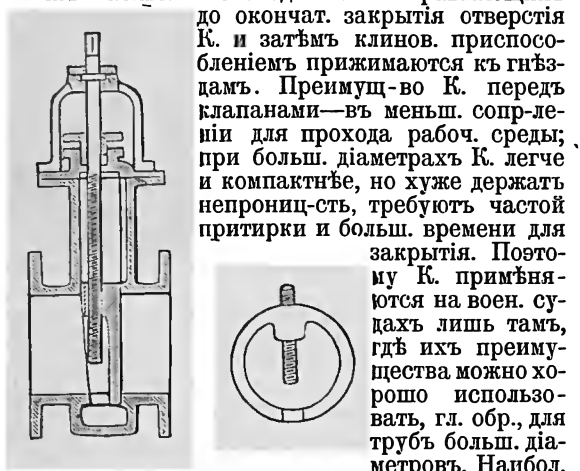 до окончат. закрытія отверстія
К. и затѣмъ клинов. приспосо-
бленіемъ прижимаются къ гнѣз-
дамъ. Преимущ-во К. передъ
клапанами—въ меньш. сопр-ле-
ніи для прохода рабоч. среды;
при больш. діаметрахъ К. легче
и компактнѣе, но хуже держатъ
непрониц-сть, требуютъ частой
притирки и больш. времени для
закрытія. Поэто-
му К. примѣня-
ются на воен. су-
дахъ лишь тамъ,
гдѣ ихъ преиму-
щества можно хо-
рошо использо-
вать, гл. обр., для
трубъ больш. діа-
метровъ. Наибол.